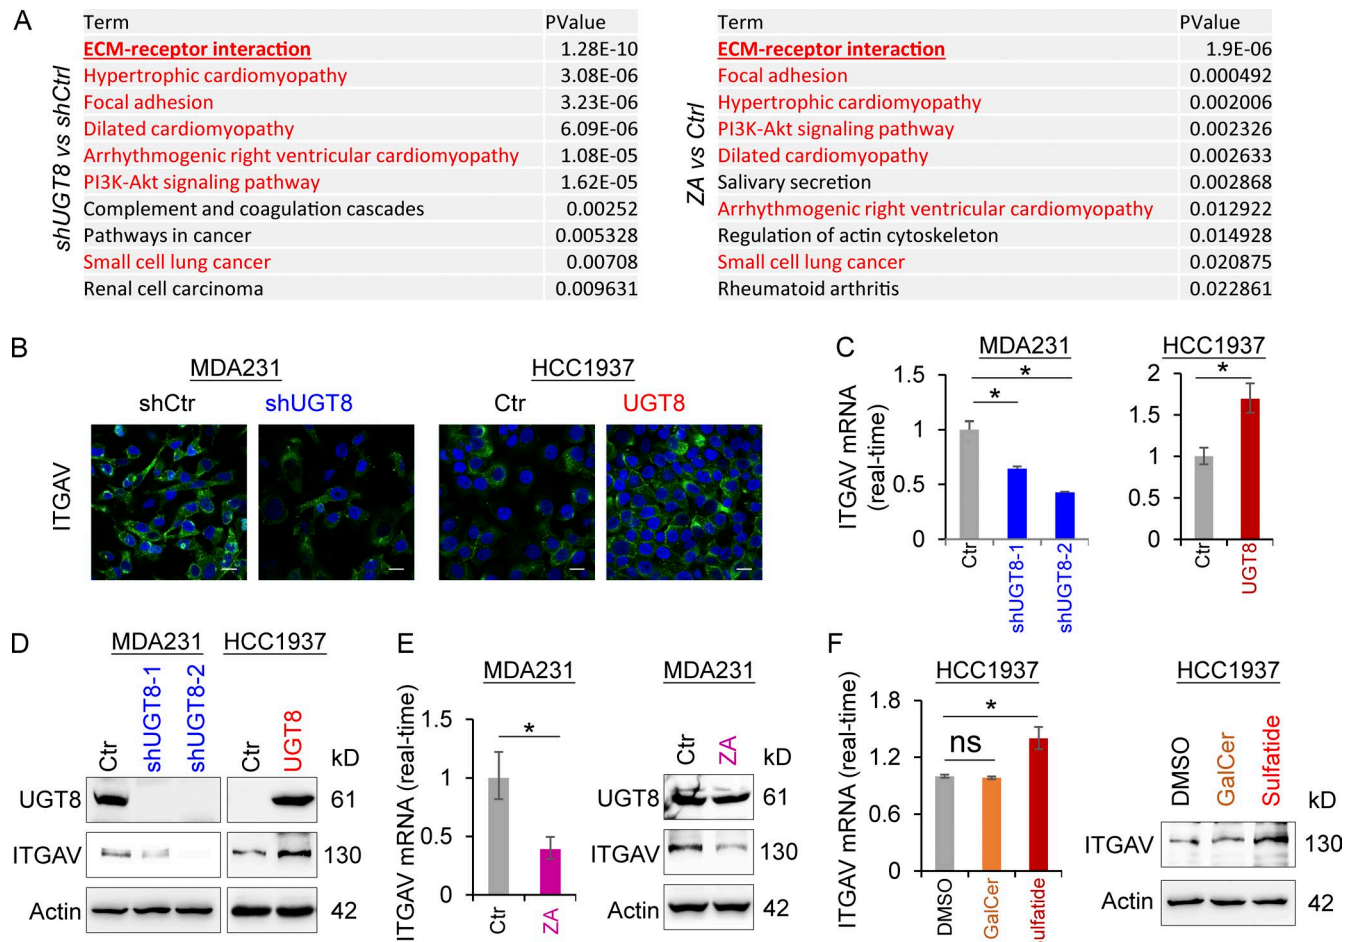 A
shUGT8 vs shCtrl
Term PValue
ECM-receptor interaction 1.28E-10
Hypertrophic cardiomyopathy 3.08E-06
Focal adhesion 3.23E-06
Dilated cardiomyopathy 6.09E-06
Arrhythmogenic right ventricular cardiomyopathy 1.08E-05
PI3K-Akt signaling pathway 1.62E-05
Complement and coagulation cascades 0.00252
Pathways in cancer 0.005328
Small cell lung cancer 0.00708
Renal cell carcinoma 0.009631
ZA vs Ctrl
Term PValue
ECM-receptor interaction 1.9E-06
Focal adhesion 0.000492
Hypertrophic cardiomyopathy 0.002006
PI3K-Akt signaling pathway 0.002326
Dilated cardiomyopathy 0.002633
Salivary secretion 0.002868
Arrhythmogenic right ventricular cardiomyopathy 0.012922
Regulation of actin cytoskeleton 0.014928
Small cell lung cancer 0.020875
Rheumatoid arthritis 0.022861
B
MDA231 HCC1937
shCtr shUGT8 Ctr UGT8
ITGAV
C
MDA231
ITGAV mRNA
(real-time)
1.5
1
0.5
0
*
*
Ctr
shUGT8-1
shUGT8-2
HCC1937
2
1.5
1
0.5
0
*
Ctr
UGT8
D
MDA231 HCC1937
Ctr
shUGT8-1
shUGT8-2
Ctr
UGT8
kD
UGT8 61
ITGAV 130
Actin 42
E
MDA231
ITGAV mRNA (real-time)
1.5
1
0.5
0
*
Ctr
ZA
MDA231
Ctr
ZA
kD
UGT8 61
ITGAV 130
Actin 42
F
HCC1937
ITGAV mRNA (real-time)
1.8
1.2
0.6
0
*
ns
DMSO
GalCer
Sulfatide
HCC1937
DMSO
GalCer
Sulfatide
kD
ITGAV 130
Actin 42